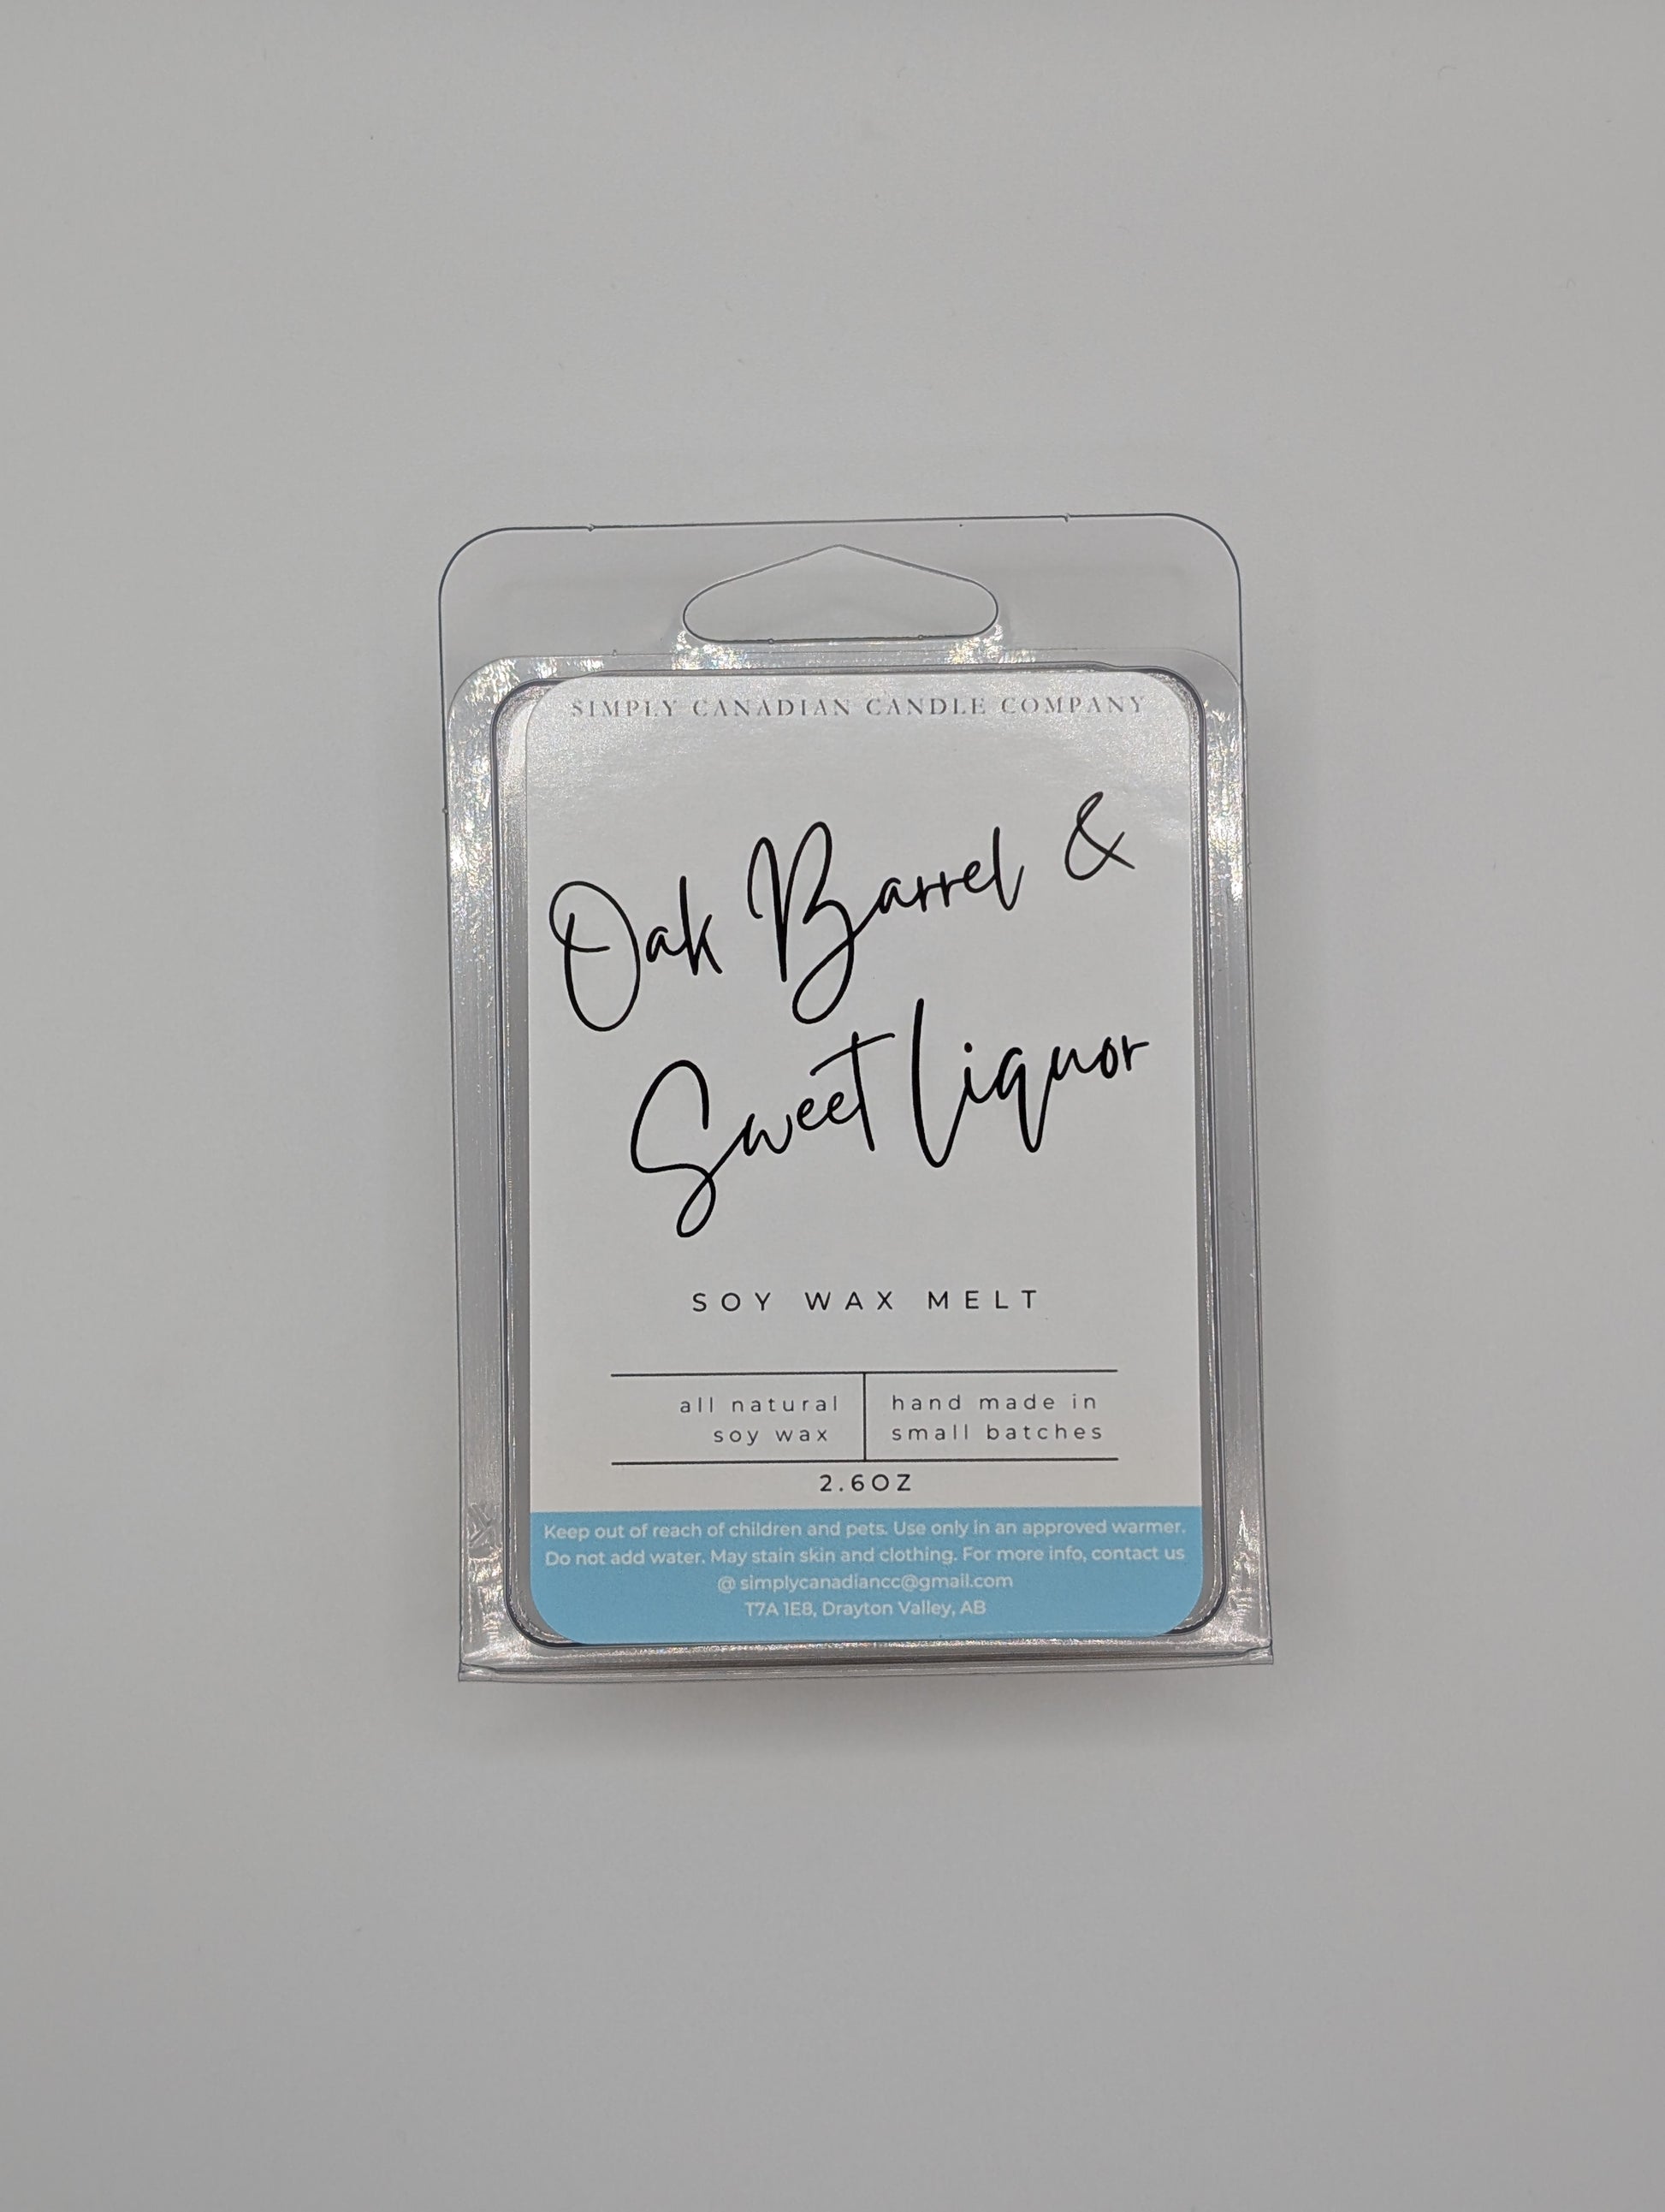 SIMPLY CANADIAN CANDLE COMPANY
Oak Barrel &
Sweet Liquor
SOY WAX MELT
all natural
soy wax
hand made in
small batches
2.6OZ
Keep out of reach of children and pets. Use only in an approved warmer.
Do not add water. May stain skin and clothing. For more info, contact us
@ simplycanadiancc@gmail.com
T7A 1E8, Drayton Valley, AB